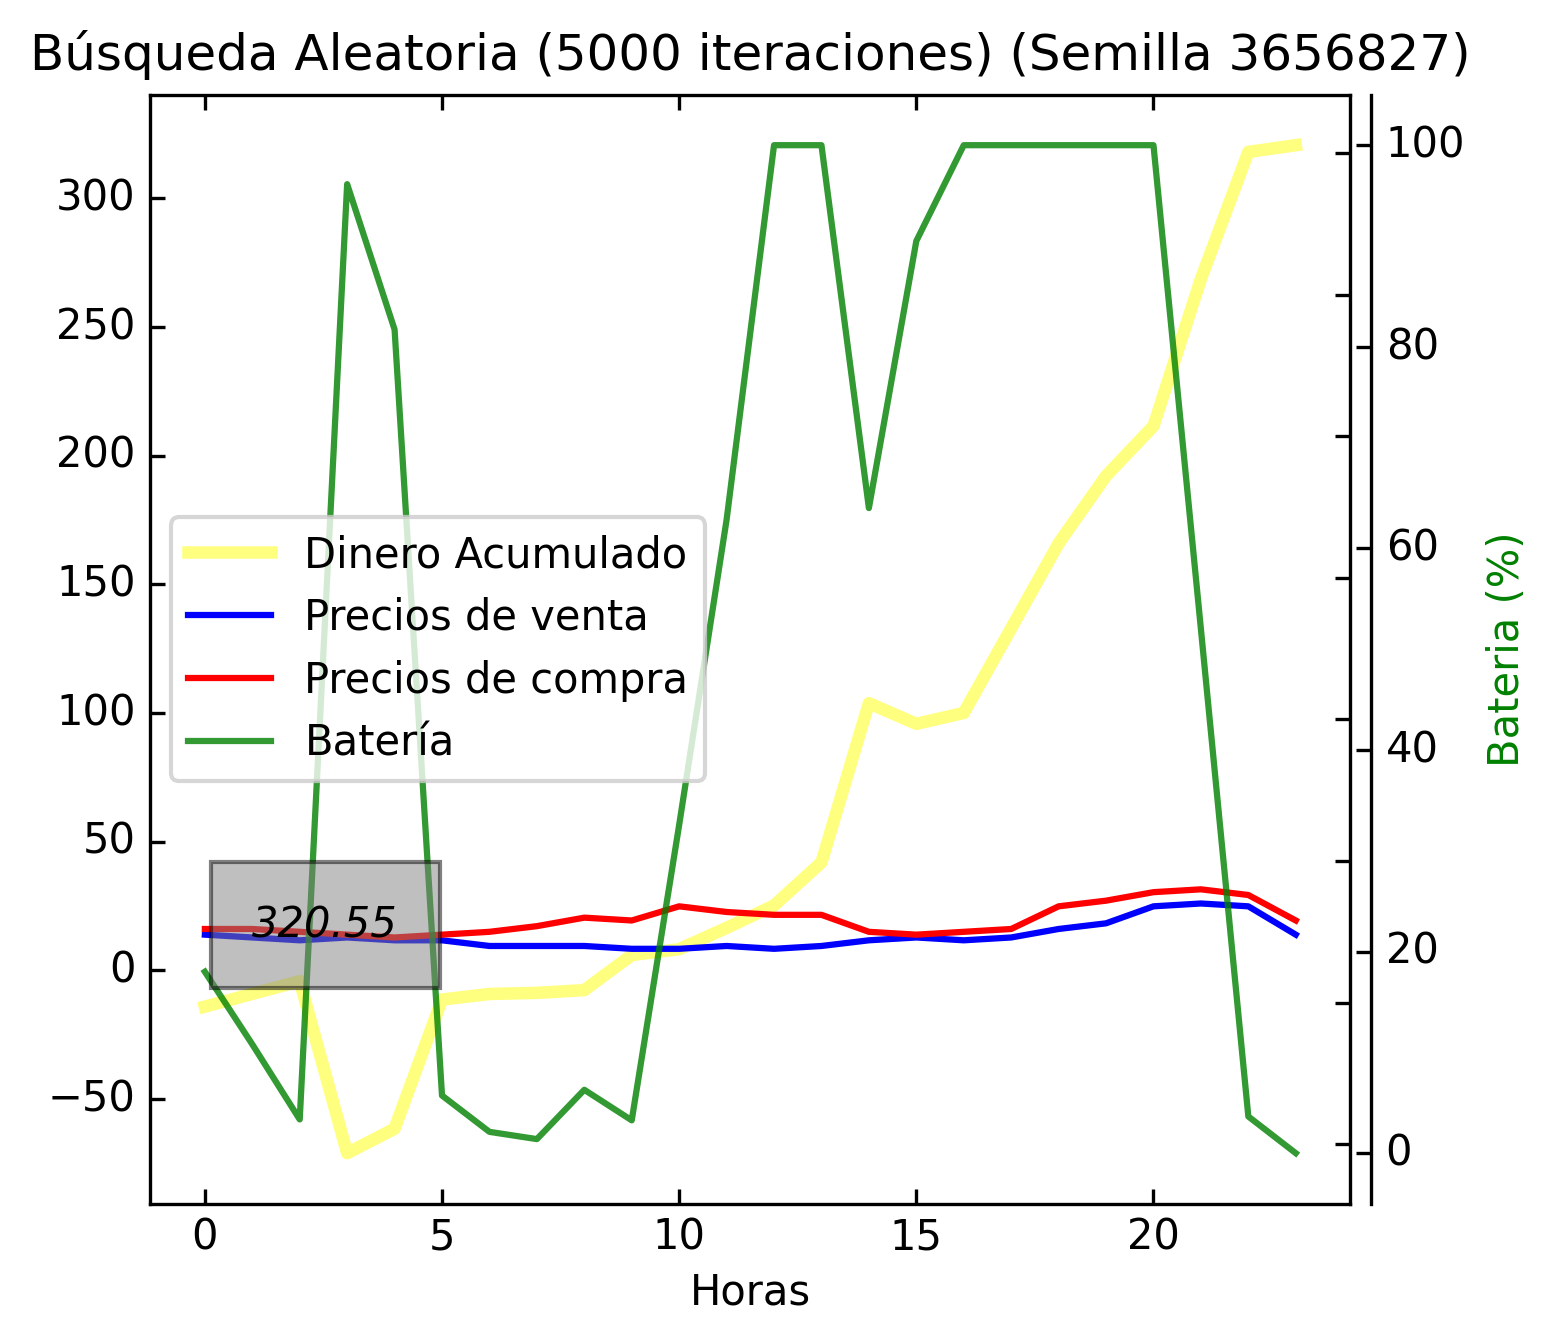 Búsqueda Aleatoria (5000 iteraciones) (Semilla 3656827)
300
250
200
150
100
50
0
−50
Dinero Acumulado
Precios de venta
Precios de compra
Batería
320.55
100
80
60
40
20
0
Bateria (%)
0 5 10 15 20
Horas